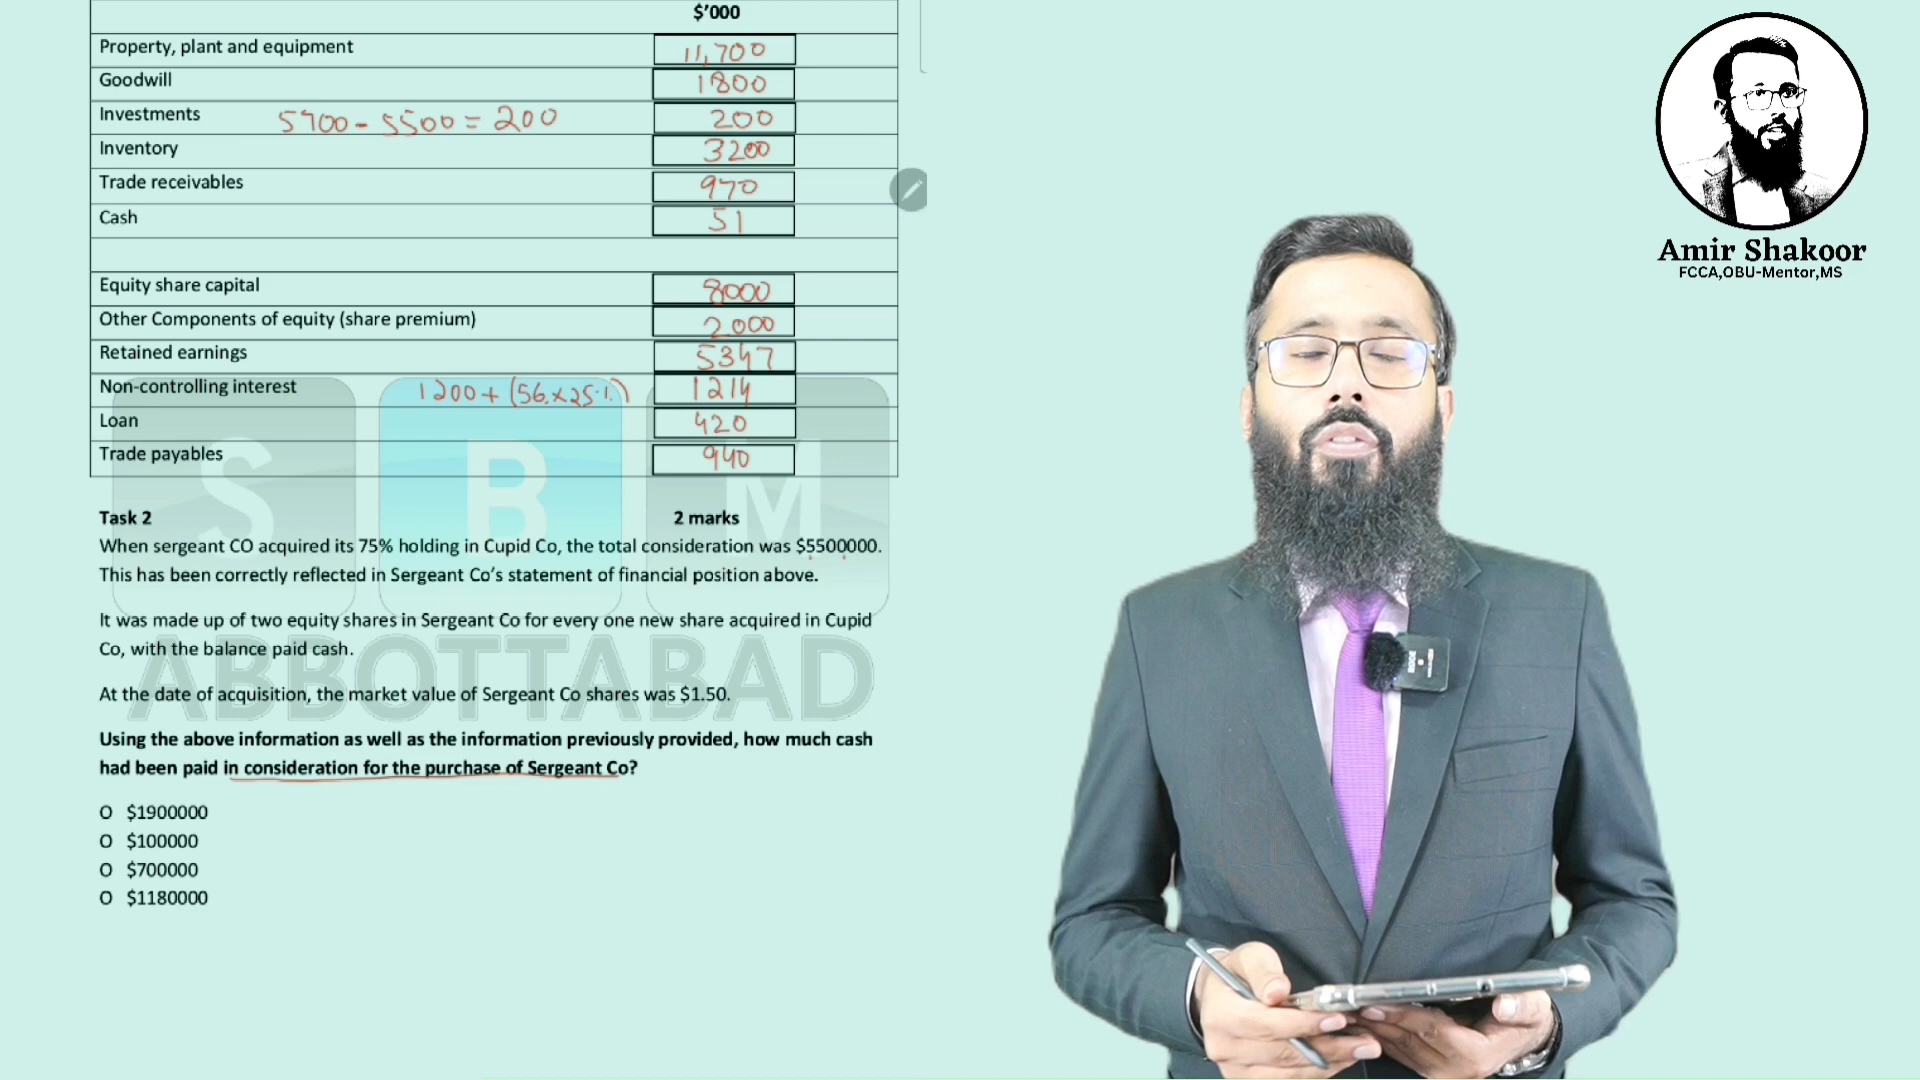 $'000
Property, plant and equipment 11,700
Goodwill 1800
Investments 5700 - 5500 = 200 200
Inventory 3200
Trade receivables 970
Cash 51
Equity share capital 8000
Other Components of equity (share premium) 2000
Retained earnings 5347
Non-controlling interest 1200 + (56 x 25%) 1214
Loan 420
Trade payables 940
Task 2 2 marks
When sergeant CO acquired its 75% holding in Cupid Co, the total consideration was $5500000.
This has been correctly reflected in Sergeant Co's statement of financial position above.
It was made up of two equity shares in Sergeant Co for every one new share acquired in Cupid
Co, with the balance paid cash.
At the date of acquisition, the market value of Sergeant Co shares was $1.50.
Using the above information as well as the information previously provided, how much cash
had been paid in consideration for the purchase of Sergeant Co?
O $1900000
O $100000
O $700000
O $1180000
S B M
ABBOTTABAD
Amir Shakoor
FCCA,OBU-Mentor,MS
RODE